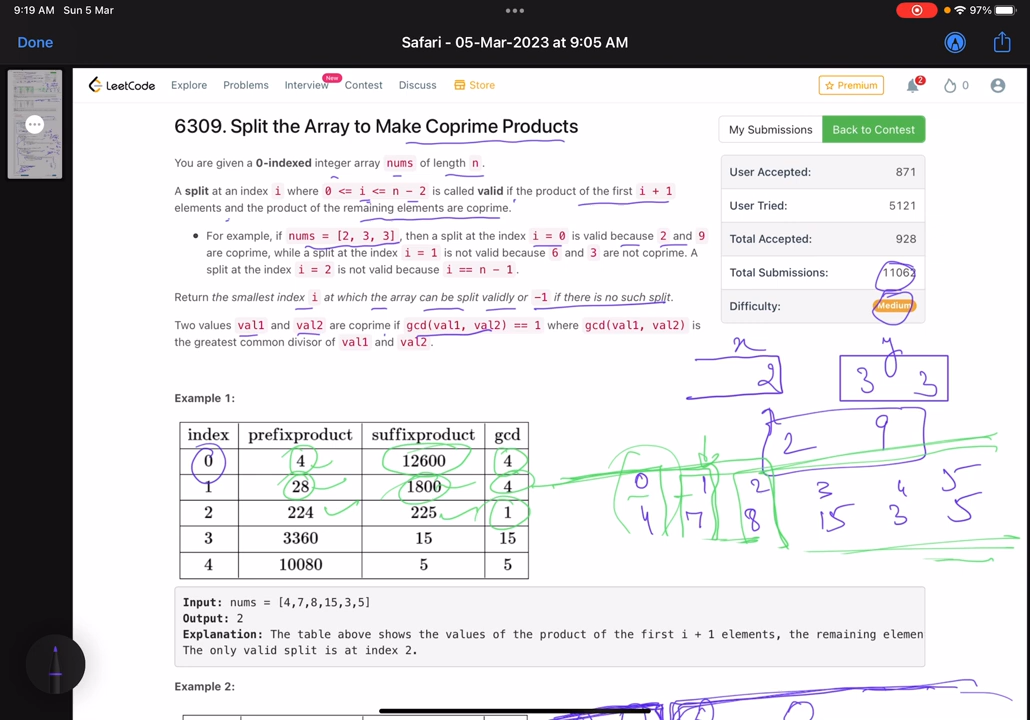 9:19 AM Sun 5 Mar
97%
Done
Safari - 05-Mar-2023 at 9:05 AM
LeetCode Explore Problems Interview New Contest Discuss Store Premium 2 0
6309. Split the Array to Make Coprime Products
My Submissions Back to Contest
You are given a 0-indexed integer array nums of length n.
A split at an index i where 0 <= i <= n - 2 is called valid if the product of the first i + 1
elements and the product of the remaining elements are coprime.
For example, if nums = [2, 3, 3], then a split at the index i = 0 is valid because 2 and 9
are coprime, while a split at the index i = 1 is not valid because 6 and 3 are not coprime. A
split at the index i = 2 is not valid because i == n - 1.
Return the smallest index i at which the array can be split validly or -1 if there is no such split.
Two values val1 and val2 are coprime if gcd(val1, val2) == 1 where gcd(val1, val2) is
the greatest common divisor of val1 and val2.
User Accepted: 871
User Tried: 5121
Total Accepted: 928
Total Submissions: 11062
Difficulty: Medium
x y
2 3 3
2 9
0 1 2 3 4 5
4 7 8 15 3 5
Example 1:
index prefixproduct suffixproduct gcd
0 4 12600 4
1 28 1800 4
2 224 225 1
3 3360 15 15
4 10080 5 5
Input: nums = [4,7,8,15,3,5]
Output: 2
Explanation: The table above shows the values of the product of the first i + 1 elements, the remaining elemen
The only valid split is at index 2.
Example 2: